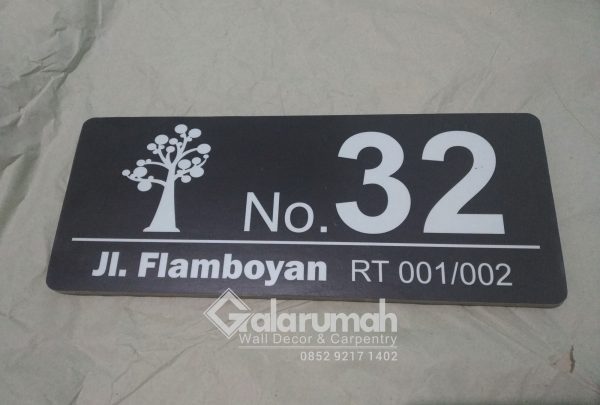 No. 32
Jl. Flamboyan RT 001/002
Galarumah
Wall Decor & Carpentry
0852 9217 1402